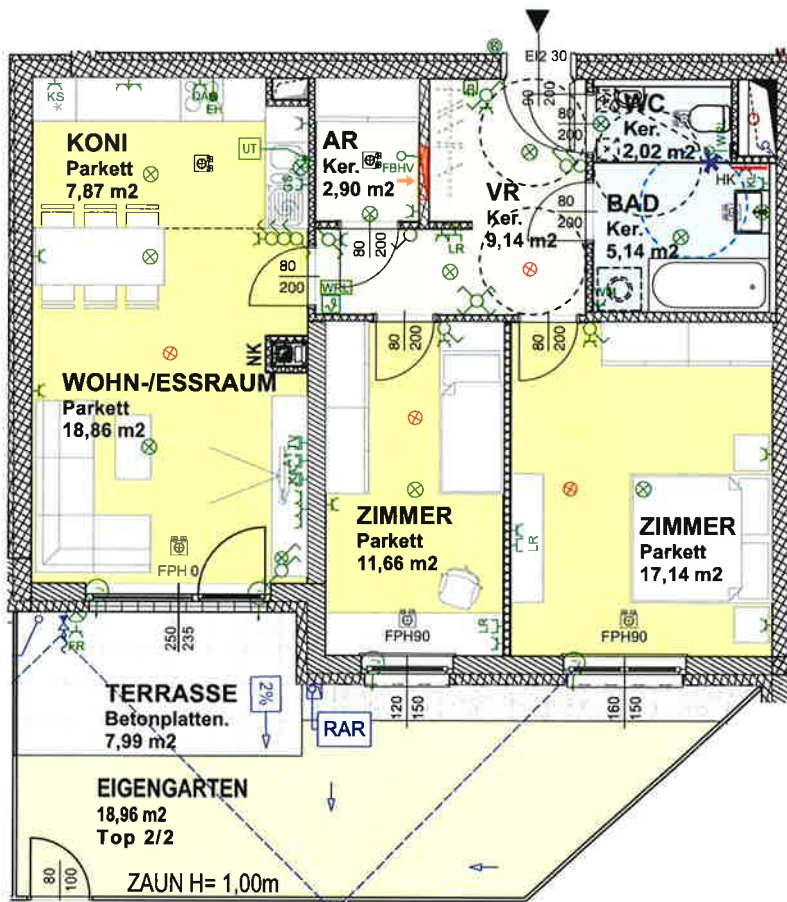 EI2 30
90
200
KS
DAG
EH
KONI
Parkett
7,87 m2
UT
GS
AR
Ker.
2,90 m2
FBHV
WC
Ker.
2,02 m2
80
200
VR
Ker.
9,14 m2
LR
HK
BAD
Ker.
5,14 m2
80
200
80
200
80
200
NK
80
200
80
200
WOHN-/ESSRAUM
Parkett
18,86 m2
FPH 0
ZIMMER
Parkett
11,66 m2
FPH90
LR
ZIMMER
Parkett
17,14 m2
FPH90
LR
250
235
FR
120
150
160
150
TERRASSE
Betonplatten.
7,99 m2
2%
RAR
EIGENGARTEN
18,96 m2
Top 2/2
80
100
ZAUN H= 1,00m